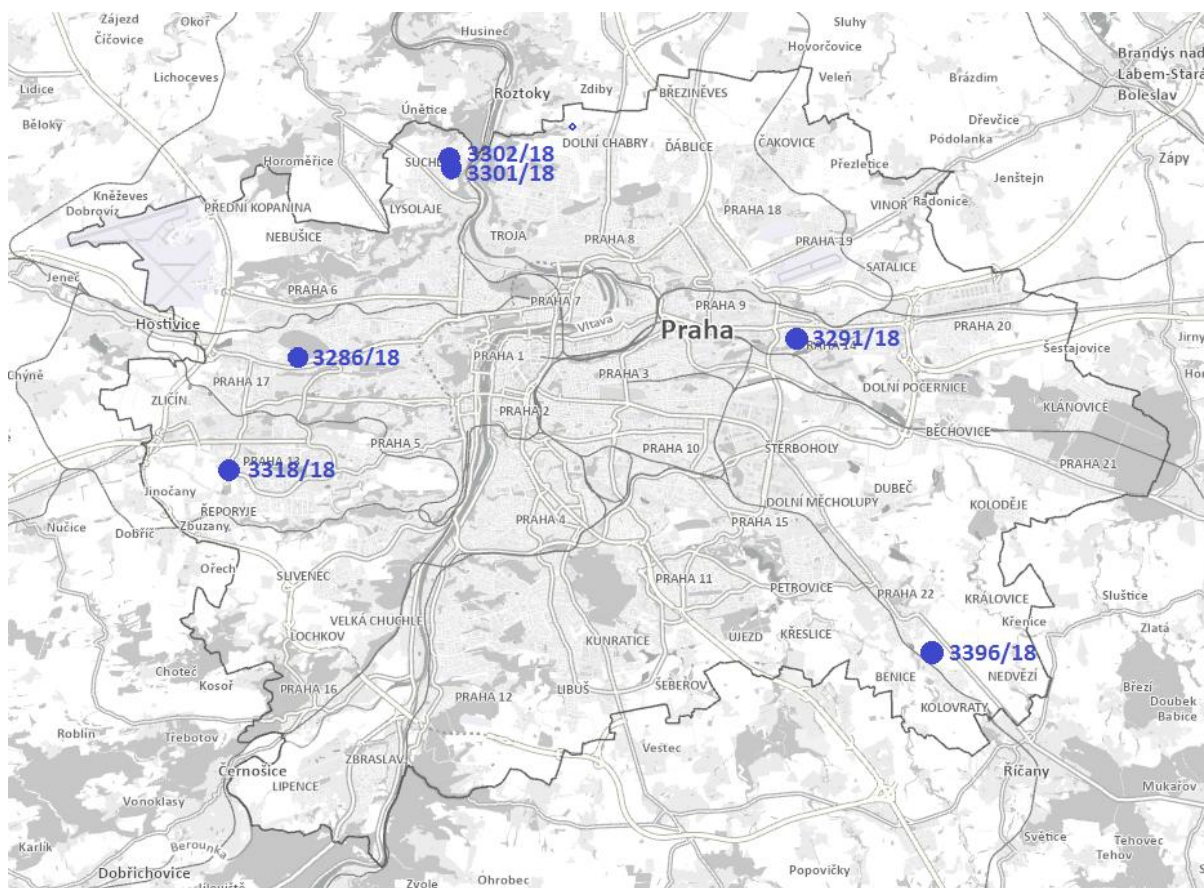 Zájezd
Okoř
Číčovice
Husinec
Sluhy
Hovorčovice
Brandýs nad
Labem-Stará
Boleslav
Lichoceves
Lidice
Roztoky
Zdiby
BŘEZINĚVES
Veleň
Brázdim
Únětice
Dřevčice
Běloky
DOLNÍ CHABRY
ĎÁBLICE
ČAKOVICE
Podolanka
3302/18
Horoměřice
3301/18
Přezletice
Zápy
Jenštejn
Kněževes
Dobrovíz
PŘEDNÍ KOPANINA
LYSOLAJE
PRAHA 18
VINOŘ
Radonice
NEBUŠICE
TROJA
PRAHA 8
PRAHA 19
SATALICE
Jeneč
PRAHA 6
PRAHA 7
PRAHA 9
Hostivice
Vltava
Praha
PRAHA 20
3291/18
Jirny
3286/18
PRAHA 1
Šestajovice
Chýně
PRAHA 17
PRAHA 3
DOLNÍ POČERNICE
ZLIČÍN
PRAHA 2
KLÁNOVICE
BĚCHOVICE
PRAHA 5
PRAHA 10
ŠTĚRBOHOLY
PRAHA 13
3318/18
PRAHA 21
Jinočany
DUBEČ
DOLNÍ MĚCHOLUPY
KOLODĚJE
ŘEPORYJE
Nučice
Dobříč
Zbuzany
PRAHA 4
PRAHA 15
Ořech
SLIVENEC
PRAHA 11
PETROVICE
PRAHA 22
KRÁLOVICE
Sluštice
VELKÁ CHUCHLE
Křenice
Zlatá
LOCHKOV
KUNRATICE
ÚJEZD
KŘESLICE
3396/18
Choteč
Kosoř
PRAHA 16
PRAHA 12
LIBUŠ
ŠEBEROV
BENICE
NEDVĚZÍ
Březí
Doubek
Babice
KOLOVRATY
Roblín
Třebotov
Vestec
ZBRASLAV
Černošice
Říčany
LIPENCE
Mukařov
Vonoklasy
Světice
Tehovec
Tehov
Karlík
Berounka
Dobřichovice
Popovičky
Zvole
Ohrobec